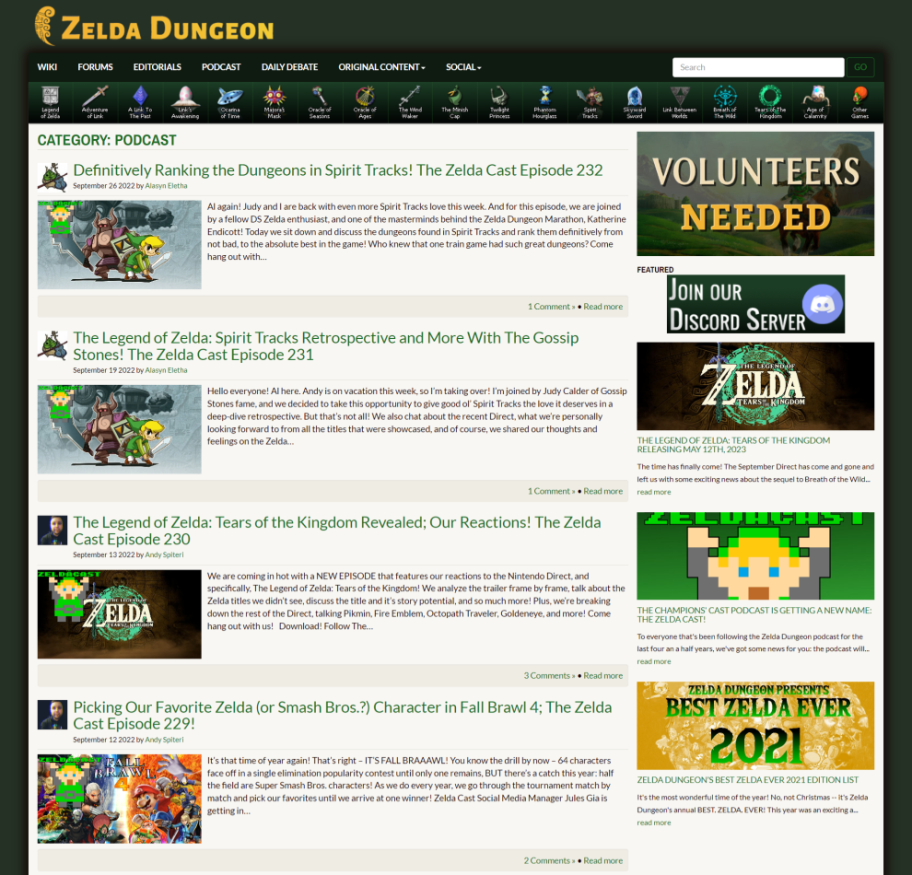 ZELDA DUNGEON
WIKI FORUMS EDITORIALS PODCAST DAILY DEBATE ORIGINAL CONTENT SOCIAL Search GO
Legend of Zelda
Adventure of Link
A Link To The Past
Link's Awakening
Ocarina of Time
Majora's Mask
Oracle of Seasons
Oracle of Ages
The Wind Waker
The Minish Cap
Twilight Princess
Phantom Hourglass
Spirit Tracks
Skyward Sword
Link Between Worlds
Breath of The Wild
Tears of The Kingdom
Age of Calamity
Other Games
CATEGORY: PODCAST
Definitively Ranking the Dungeons in Spirit Tracks! The Zelda Cast Episode 232
September 26 2022 by Alasyn Eletha
Al again! Judy and I are back with even more Spirit Tracks love this week. And for this episode, we are joined
by a fellow DS Zelda enthusiast, and one of the masterminds behind the Zelda Dungeon Marathon, Katherine
Endicott! Today we sit down and discuss the dungeons found in Spirit Tracks and rank them definitively from
not bad, to the absolute best in the game! Who knew that one train game had such great dungeons? Come
hang out with…
1 Comment » • Read more
The Legend of Zelda: Spirit Tracks Retrospective and More With The Gossip
Stones! The Zelda Cast Episode 231
September 19 2022 by Alasyn Eletha
Hello everyone! Al here. Andy is on vacation this week, so I'm taking over! I'm joined by Judy Calder of Gossip
Stones fame, and we decided to take this opportunity to give good ol' Spirit Tracks the love it deserves in a
deep-dive retrospective. But that's not all! We also chat about the recent Direct, what we're personally
looking forward to from all the titles that were showcased, and of course, we shared our thoughts and
feelings on the Zelda…
1 Comment » • Read more
The Legend of Zelda: Tears of the Kingdom Revealed; Our Reactions! The Zelda
Cast Episode 230
September 13 2022 by Andy Spiteri
ZELDACAST
ZELDA
We are coming in hot with a NEW EPISODE that features our reactions to the Nintendo Direct, and
specifically, The Legend of Zelda: Tears of the Kingdom! We analyze the trailer frame by frame, talk about the
Zelda titles we didn't see, discuss the title and it's story potential, and so much more! Plus, we're breaking
down the rest of the Direct, talking Pikmin, Fire Emblem, Octopath Traveler, Goldeneye, and more! Come
hang out with us! Download! Follow The…
3 Comments » • Read more
Picking Our Favorite Zelda (or Smash Bros.?) Character in Fall Brawl 4; The Zelda
Cast Episode 229!
September 12 2022 by Andy Spiteri
FALL
BRAWL
It's that time of year again! That's right – IT'S FALL BRAAAWL! You know the drill by now – 64 characters
face off in a single elimination popularity contest until only one remains, BUT there's a catch this year: half
the field are Super Smash Bros. characters! As we do every year, we go through the tournament match by
match and pick our favorites until we arrive at one winner! Zelda Cast Social Media Manager Jules Gia is
getting in…
2 Comments » • Read more
VOLUNTEERS
NEEDED
FEATURED
JOIN OUR
DISCORD SERVER
THE LEGEND OF
ZELDA
TEARS OF THE KINGDOM
THE LEGEND OF ZELDA: TEARS OF THE KINGDOM
RELEASING MAY 12TH, 2023
The time has finally come! The September Direct has come and gone and
left us with some exciting news about the sequel to Breath of the Wild...
read more
ZELDACAST
THE CHAMPIONS' CAST PODCAST IS GETTING A NEW NAME:
THE ZELDA CAST!
To everyone that's been following the Zelda Dungeon podcast for the
last four an a half years, we've got some news for you: the podcast will...
read more
ZELDA DUNGEON PRESENTS
BEST ZELDA EVER
2021
ZELDA DUNGEON'S BEST ZELDA EVER 2021 EDITION LIST
It's the most wonderful time of the year! No, not Christmas -- it's Zelda
Dungeon's annual BEST. ZELDA. EVER! This year was an exciting a...
read more